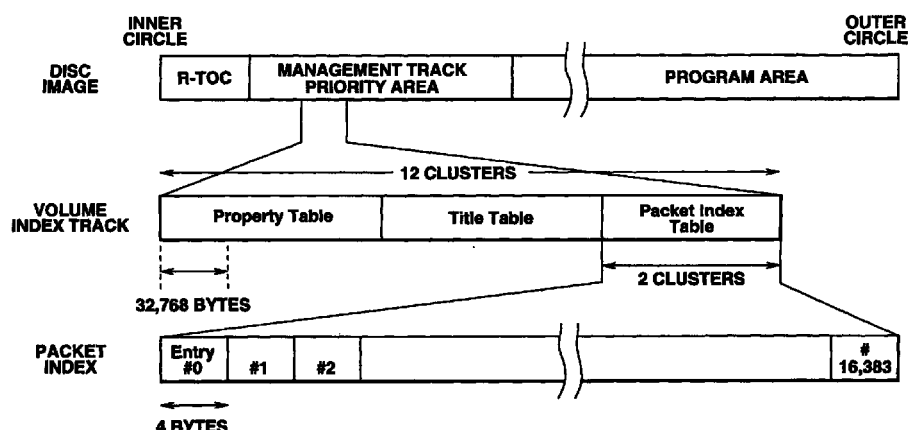 INNER CIRCLE
OUTER CIRCLE
DISC IMAGE
R-TOC
MANAGEMENT TRACK PRIORITY AREA
PROGRAM AREA
12 CLUSTERS
VOLUME INDEX TRACK
Property Table
Title Table
Packet Index Table
32,768 BYTES
2 CLUSTERS
PACKET INDEX
Entry #0
#1
#2
# 16,383
4 BYTES